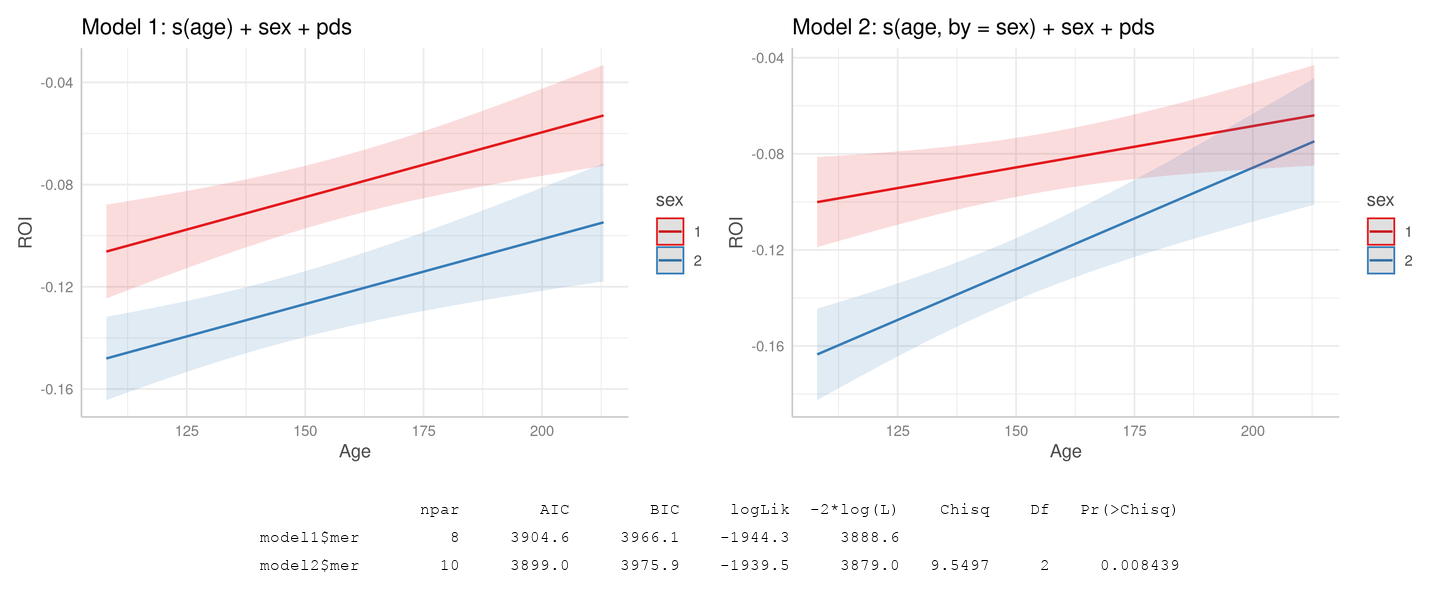 Model 1: s(age) + sex + pds
-0.04
-0.08
-0.12
-0.16
ROI
125 150 175 200
Age
sex
1
2
Model 2: s(age, by = sex) + sex + pds
-0.04
-0.08
-0.12
-0.16
ROI
125 150 175 200
Age
sex
1
2
npar AIC BIC logLik -2*log(L) Chisq Df Pr(>Chisq)
model1$mer 8 3904.6 3966.1 -1944.3 3888.6
model2$mer 10 3899.0 3975.9 -1939.5 3879.0 9.5497 2 0.008439